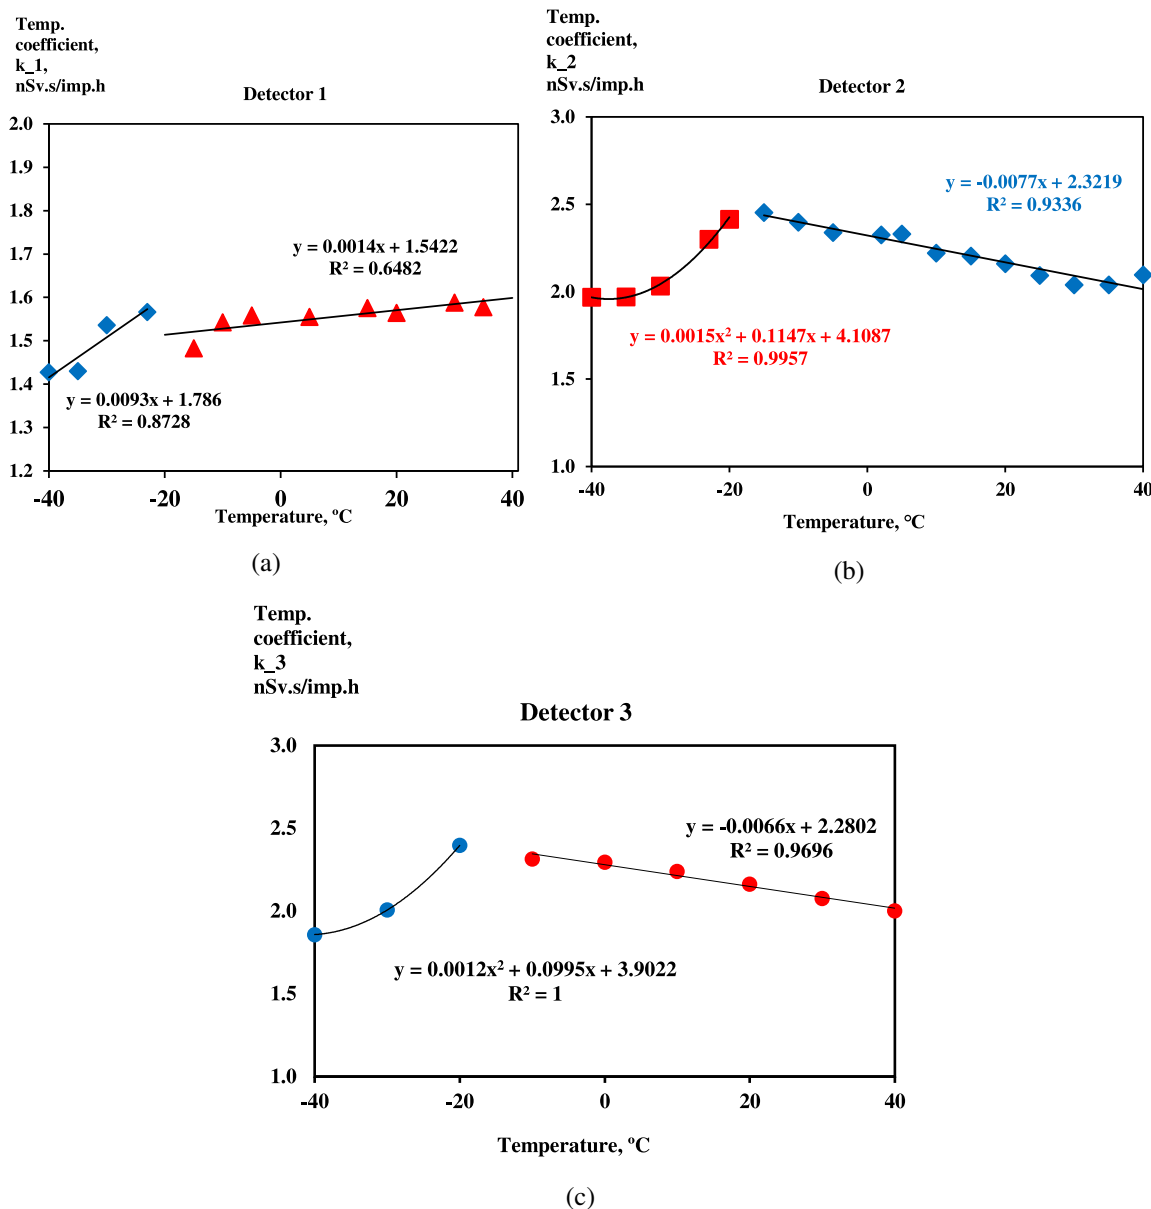 Temp.
coefficient,
k_1,
nSv.s/imp.h
Detector 1
2.0
1.9
1.8
1.7
1.6
1.5
1.4
1.3
1.2
y = 0.0014x + 1.5422
R² = 0.6482
y = 0.0093x + 1.786
R² = 0.8728
-40
-20
0
20
40
Temperature, ºC
(a)
Temp.
coefficient,
k_2
nSv.s/imp.h
Detector 2
3.0
2.5
2.0
1.5
1.0
y = -0.0077x + 2.3219
R² = 0.9336
y = 0.0015x² + 0.1147x + 4.1087
R² = 0.9957
-40
-20
0
20
40
Temperature, °C
(b)
Temp.
coefficient,
k_3
nSv.s/imp.h
Detector 3
3.0
2.5
2.0
1.5
1.0
y = -0.0066x + 2.2802
R² = 0.9696
y = 0.0012x² + 0.0995x + 3.9022
R² = 1
-40
-20
0
20
40
Temperature, ºC
(c)